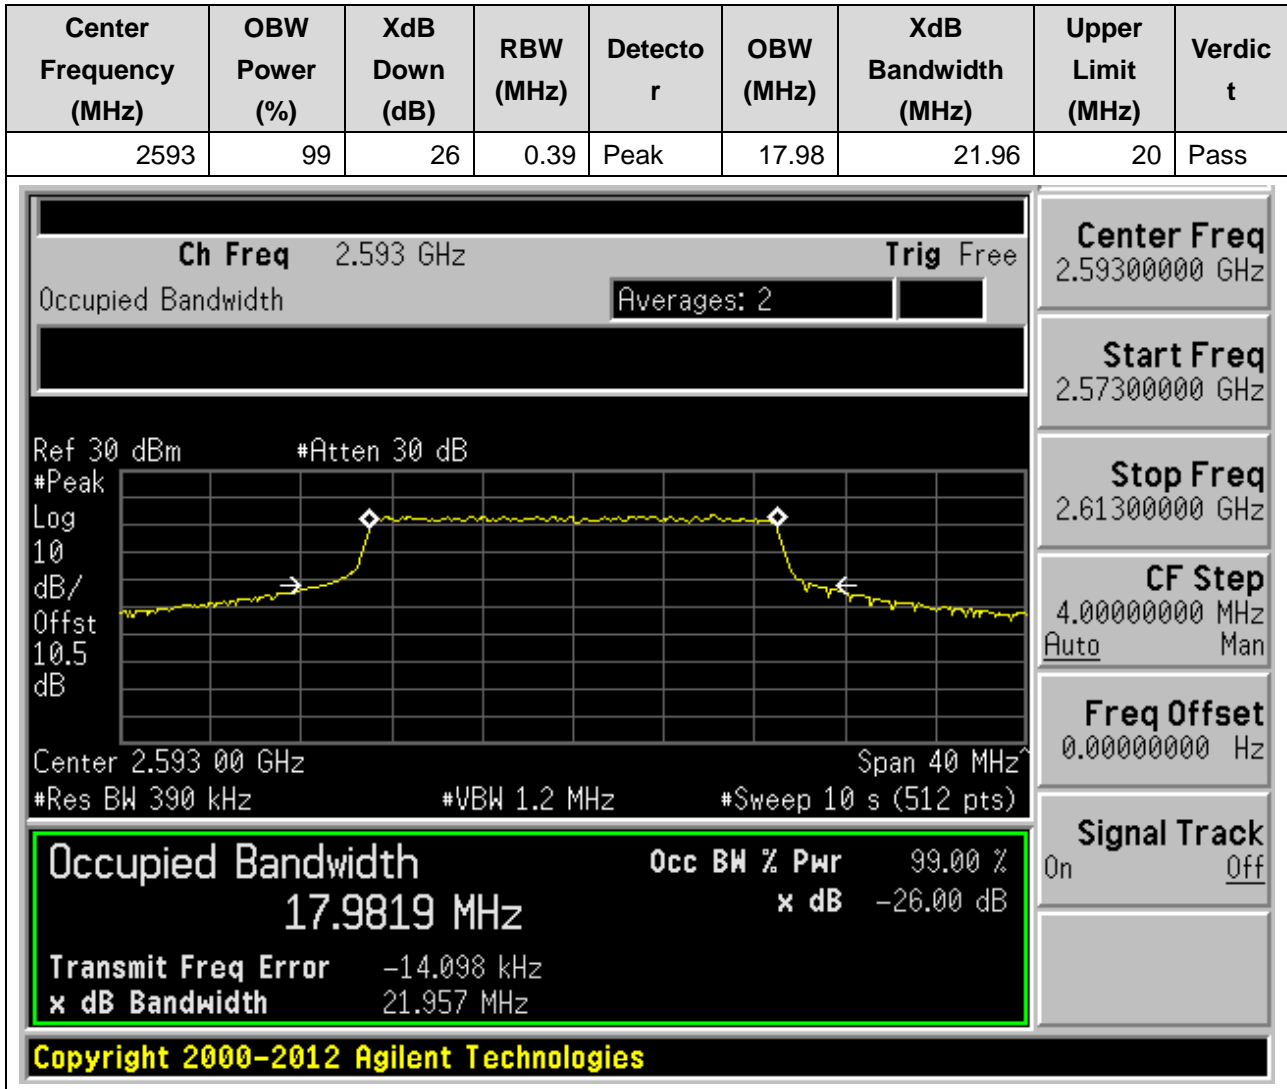 Center Frequency (MHz) OBW Power (%) XdB Down (dB) RBW (MHz) Detecto r OBW (MHz) XdB Bandwidth (MHz) Upper Limit (MHz) Verdic t
2593 99 26 0.39 Peak 17.98 21.96 20 Pass
Ch Freq 2.593 GHz Trig Free
Occupied Bandwidth Averages: 2
Ref 30 dBm #Atten 30 dB
#Peak
Log
10
dB/
Offst
10.5
dB
Center 2.593 00 GHz Span 40 MHz^
#Res BW 390 kHz #VBW 1.2 MHz #Sweep 10 s (512 pts)
Occupied Bandwidth Occ BW % Pwr 99.00 %
17.9819 MHz x dB -26.00 dB
Transmit Freq Error -14.098 kHz
x dB Bandwidth 21.957 MHz
Copyright 2000-2012 Agilent Technologies
Center Freq
2.59300000 GHz
Start Freq
2.57300000 GHz
Stop Freq
2.61300000 GHz
CF Step
4.00000000 MHz
Auto Man
Freq Offset
0.00000000 Hz
Signal Track
On Off